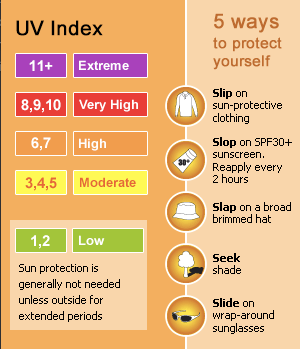 UV Index
11+ Extreme
8,9,10 Very High
6,7 High
3,4,5 Moderate
1,2 Low
Sun protection is
generally not needed
unless outside for
extended periods
5 ways
to protect
yourself
Slip on
sun-protective
clothing
30+
Slop on SPF30+
sunscreen.
Reapply every
2 hours
Slap on a broad
brimmed hat
Seek
shade
Slide on
wrap-around
sunglasses